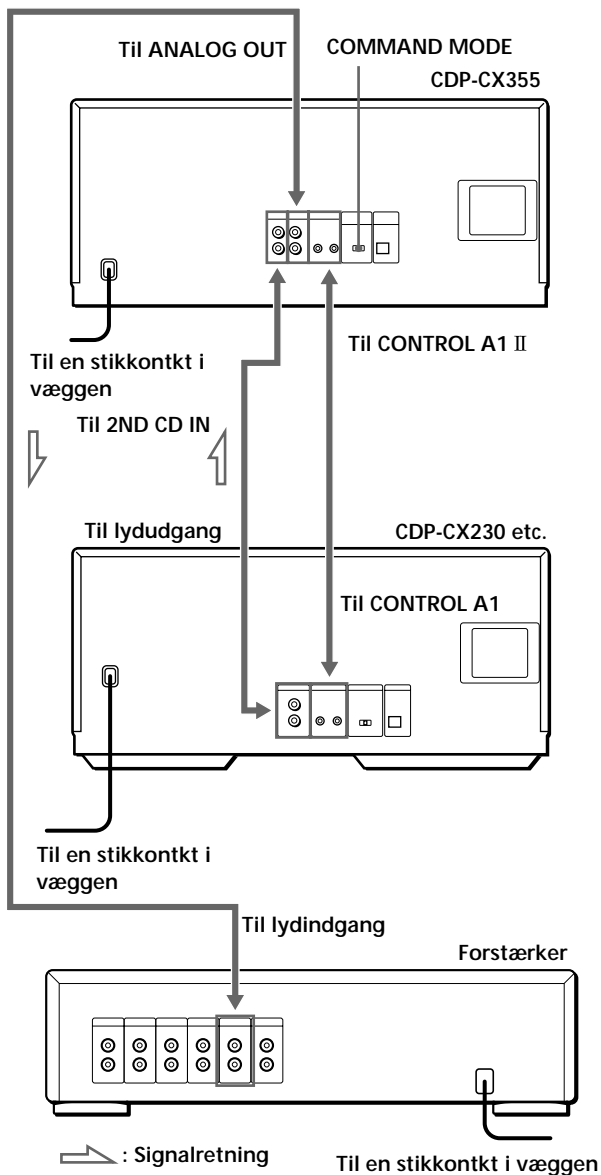 Til ANALOG OUT
COMMAND MODE
CDP-CX355
Til en stikkontkt i
væggen
Til CONTROL A1 II
Til 2ND CD IN
Til lydudgang
CDP-CX230 etc.
Til CONTROL A1
Til en stikkontkt i
væggen
Til lydindgang
Forstærker
: Signalretning
Til en stikkontkt i væggen